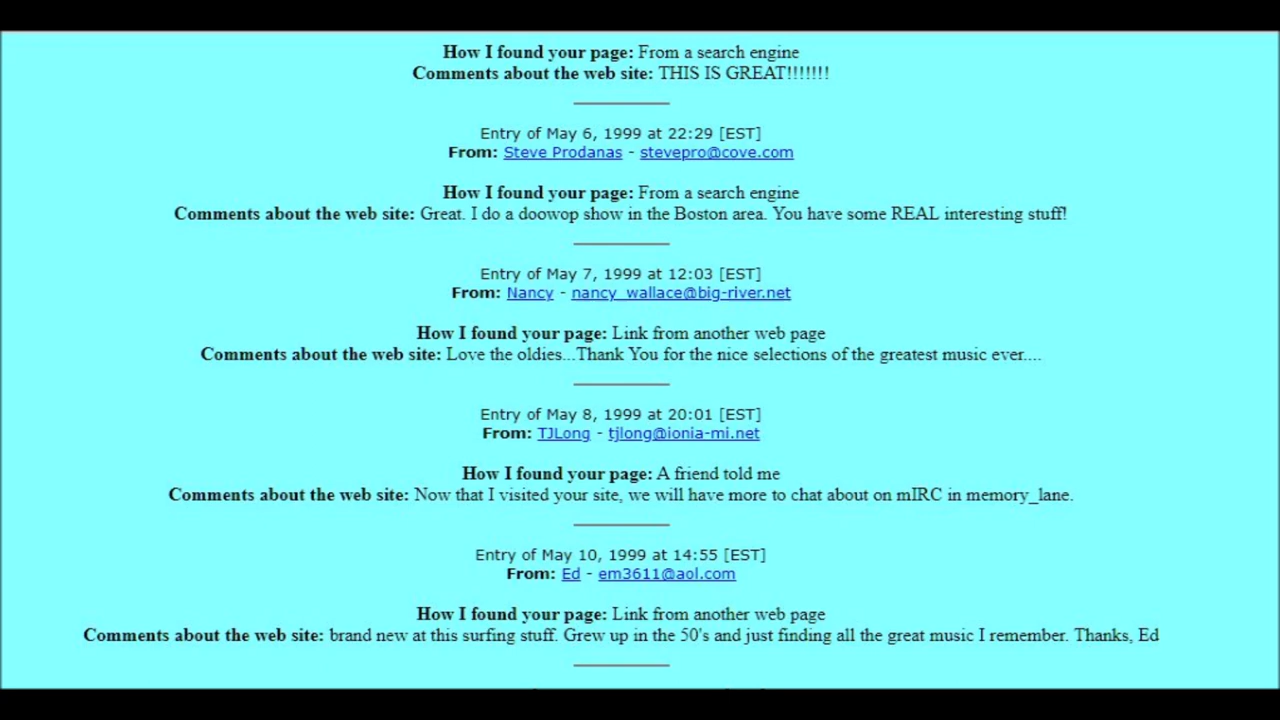 How I found your page: From a search engine
Comments about the web site: THIS IS GREAT!!!!!!!
Entry of May 6, 1999 at 22:29 [EST]
From: Steve Prodanas - stevepro@cove.com
How I found your page: From a search engine
Comments about the web site: Great. I do a doowop show in the Boston area. You have some REAL interesting stuff!
Entry of May 7, 1999 at 12:03 [EST]
From: Nancy - nancy_wallace@big-river.net
How I found your page: Link from another web page
Comments about the web site: Love the oldies...Thank You for the nice selections of the greatest music ever....
Entry of May 8, 1999 at 20:01 [EST]
From: TJLong - tjlong@ionia-mi.net
How I found your page: A friend told me
Comments about the web site: Now that I visited your site, we will have more to chat about on mIRC in memory_lane.
Entry of May 10, 1999 at 14:55 [EST]
From: Ed - em3611@aol.com
How I found your page: Link from another web page
Comments about the web site: brand new at this surfing stuff. Grew up in the 50's and just finding all the great music I remember. Thanks, Ed